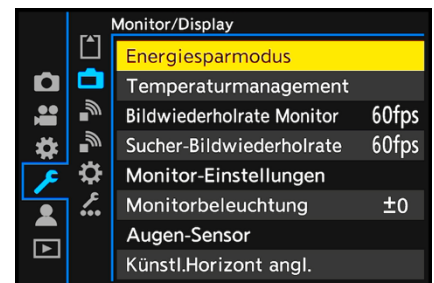 Monitor/Display
Energiesparmodus
Temperaturmanagement
Bildwiederholrate Monitor 60fps
Sucher-Bildwiederholrate 60fps
Monitor-Einstellungen
Monitorbeleuchtung ±0
Augen-Sensor
Künstl.Horizont angl.